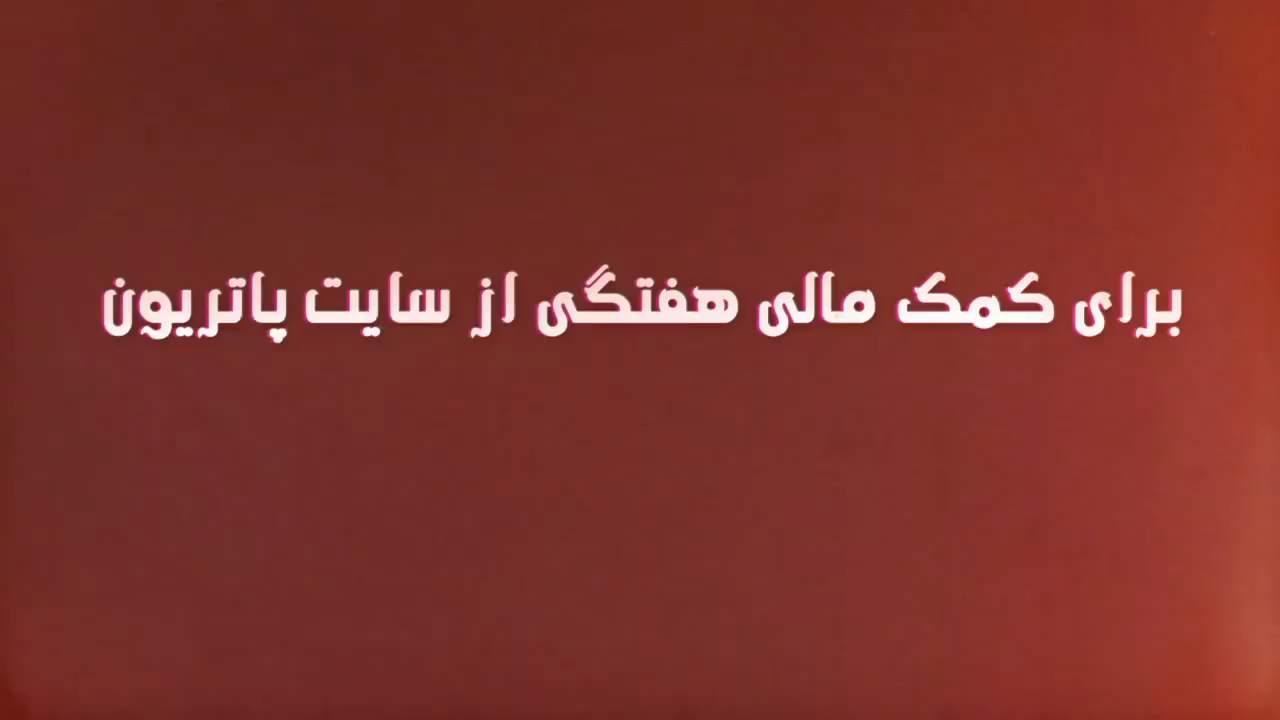 برای کمک مالی هفتگی از سایت پاتریون